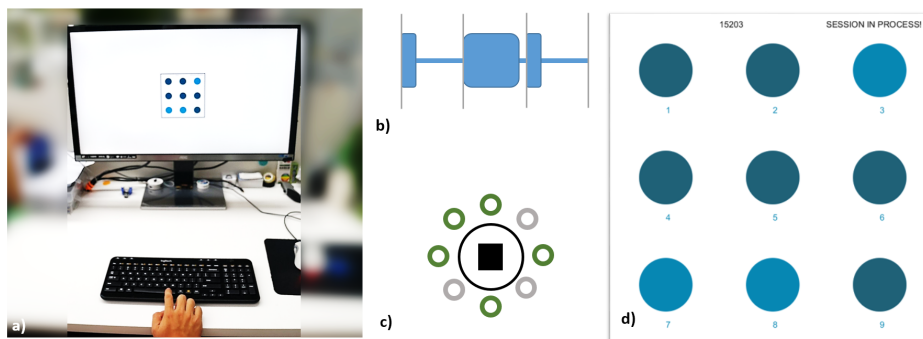 15203 SESSION IN PROCESS!
1 2 3
b)
4 5 6
a) c) d)
7 8 9